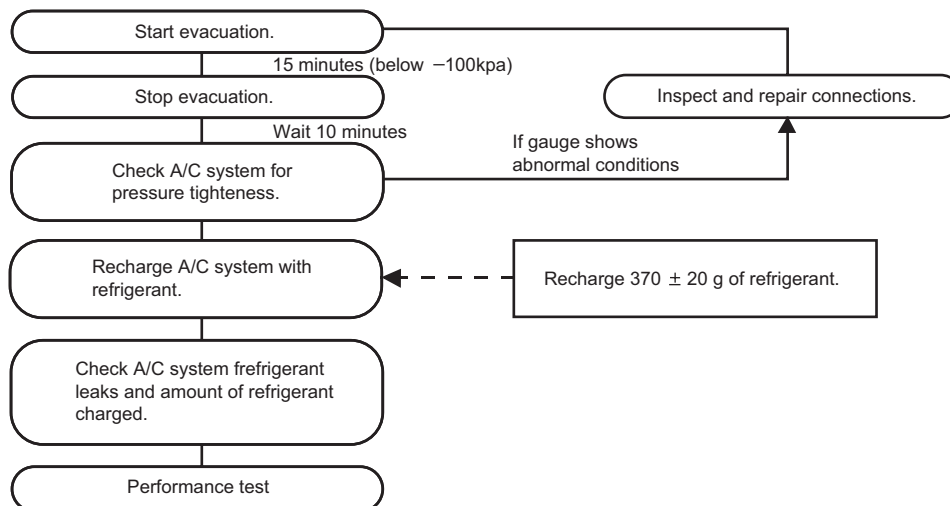 Start evacuation.
15 minutes (below −100kpa)
Stop evacuation.
Inspect and repair connections.
Wait 10 minutes
If gauge shows
abnormal conditions
Check A/C system for
pressure tighteness.
Recharge A/C system with
refrigerant.
Recharge 370 ± 20 g of refrigerant.
Check A/C system frefrigerant
leaks and amount of refrigerant
charged.
Performance test